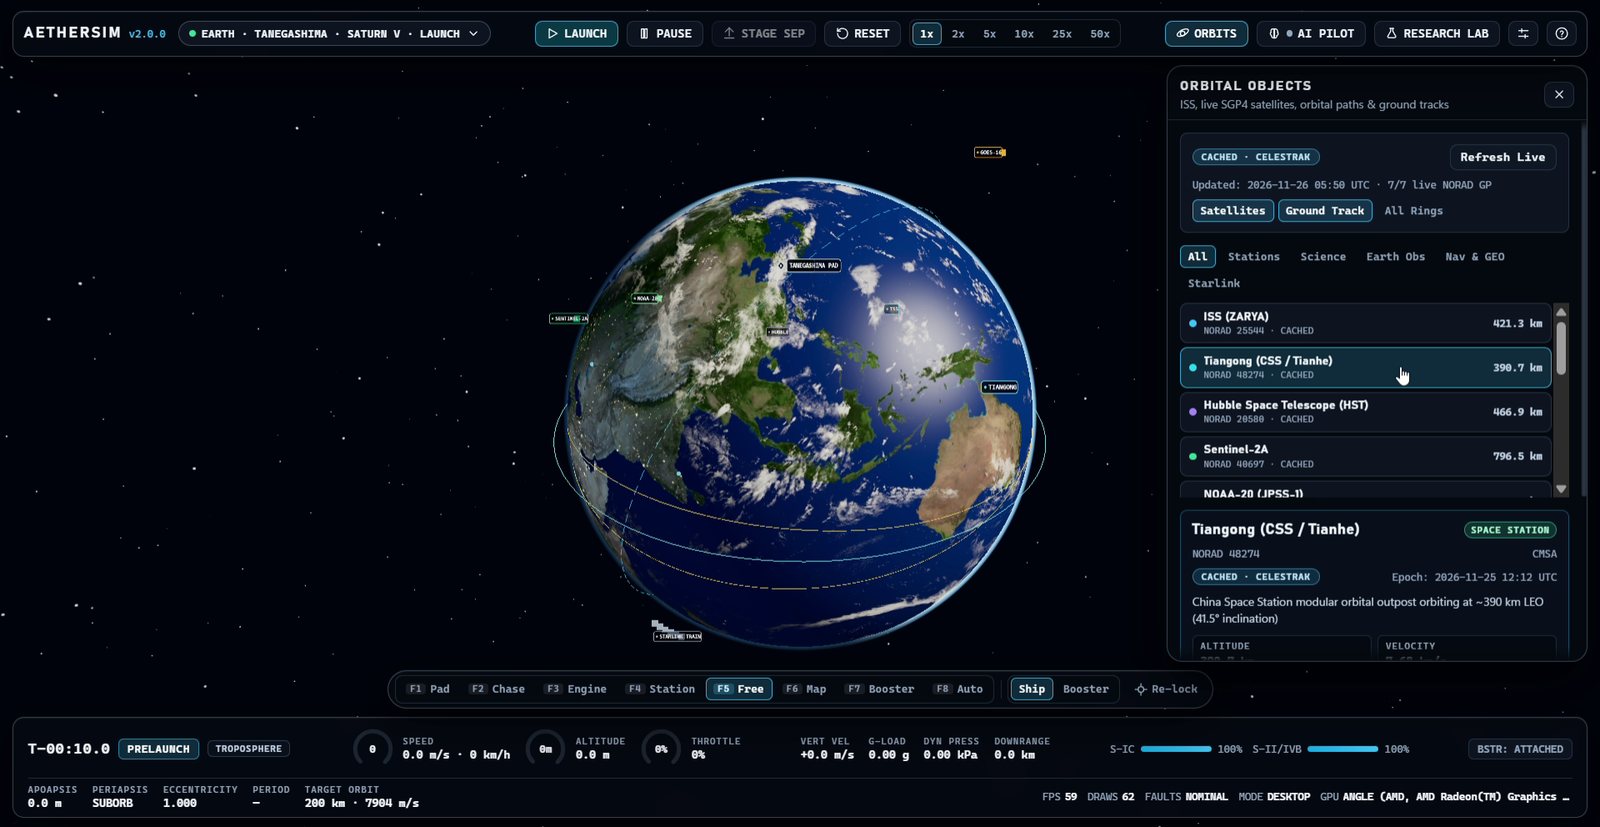 AETHERSIM v2.0.0
EARTH · TANEGASHIMA · SATURN V · LAUNCH
LAUNCH
PAUSE
STAGE SEP
RESET
1x 2x 5x 10x 25x 50x
ORBITS
AI PILOT
RESEARCH LAB
ORBITAL OBJECTS
ISS, live SGP4 satellites, orbital paths & ground tracks
CACHED · CELESTRAK
Refresh Live
Updated: 2026-11-26 05:50 UTC · 7/7 live NORAD GP
Satellites Ground Track All Rings
All Stations Science Earth Obs Nav & GEO
Starlink
ISS (ZARYA)
NORAD 25544 · CACHED
421.3 km
Tiangong (CSS / Tianhe)
NORAD 48274 · CACHED
390.7 km
Hubble Space Telescope (HST)
NORAD 20580 · CACHED
466.9 km
Sentinel-2A
NORAD 40697 · CACHED
796.5 km
NOAA-20 (JPSS-1)
Tiangong (CSS / Tianhe)
SPACE STATION
NORAD 48274
CMSA
CACHED · CELESTRAK
Epoch: 2026-11-25 12:12 UTC
China Space Station modular orbital outpost orbiting at ~390 km LEO
(41.5° inclination)
ALTITUDE
VELOCITY
GOES-16
TANEGASHIMA PAD
NOAA-20
SENTINEL-2A
ISS
HUBBLE
TIANGONG
STARLINK TRAIN
F1 Pad F2 Chase F3 Engine F4 Station F5 Free F6 Map F7 Booster F8 Auto
Ship Booster Re-lock
T-00:10.0 PRELAUNCH TROPOSPHERE
0 SPEED
0.0 m/s · 0 km/h
0m ALTITUDE
0.0 m
0% THROTTLE
0%
VERT VEL
+0.0 m/s
G-LOAD
0.00 g
DYN PRESS
0.00 kPa
DOWNRANGE
0.0 km
S-IC 100% S-II/IVB 100%
BSTR: ATTACHED
APOAPSIS
0.0 m
PERIAPSIS
SUBORB
ECCENTRICITY
1.000
PERIOD
—
TARGET ORBIT
200 km · 7904 m/s
FPS 59 DRAWS 62 FAULTS NOMINAL MODE DESKTOP GPU ANGLE (AMD, AMD Radeon(TM) Graphics …